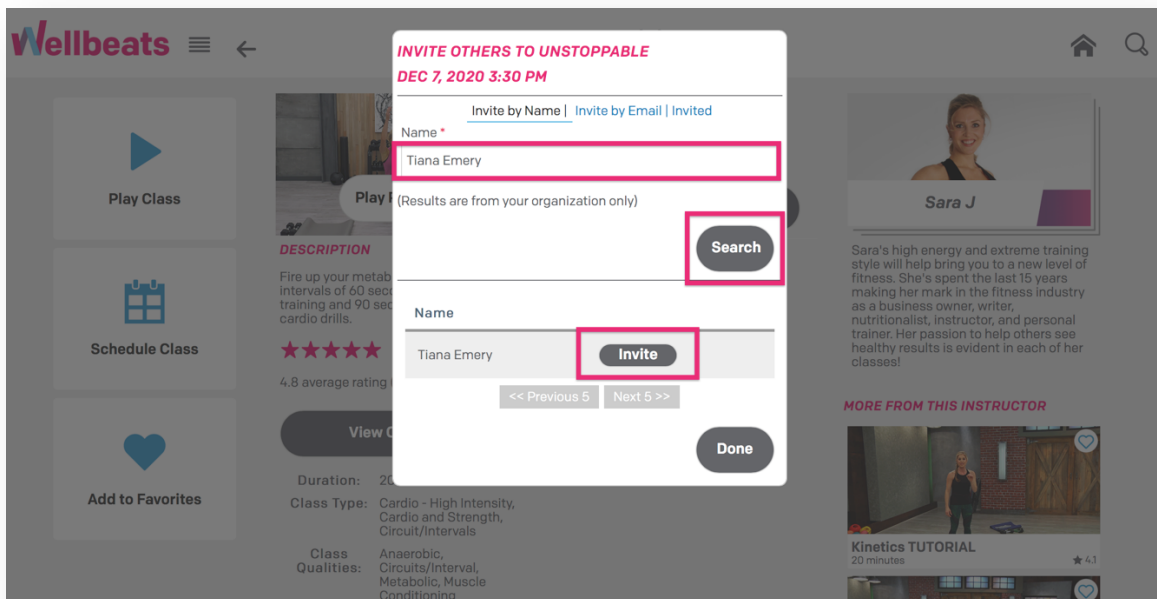 Wellbeats
INVITE OTHERS TO UNSTOPPABLE
DEC 7, 2020 3:30 PM
Invite by Name | Invite by Email | Invited
Name *
Tiana Emery
(Results are from your organization only)
Search
Name
Tiana Emery Invite
<< Previous 5 Next 5 >>
Done
Play Class
Schedule Class
Add to Favorites
Play
DESCRIPTION
Fire up your
intervals of 60
training and 90
cardio drills.
4.8 average rating
View
Duration:
Class Type: Cardio - High Intensity,
Cardio and Strength,
Circuit/Intervals
Class Qualities: Anaerobic,
Circuits/Interval,
Metabolic, Muscle
Conditioning
Sara J
Sara's high energy and extreme training
style will help bring you to a new level of
fitness. She's spent the last 15 years
making her mark in the fitness industry
as a business owner, writer,
nutritionalist, instructor, and personal
trainer. Her passion to help others see
healthy results is evident in each of her
classes!
MORE FROM THIS INSTRUCTOR
Kinetics TUTORIAL
20 minutes ★ 4.1